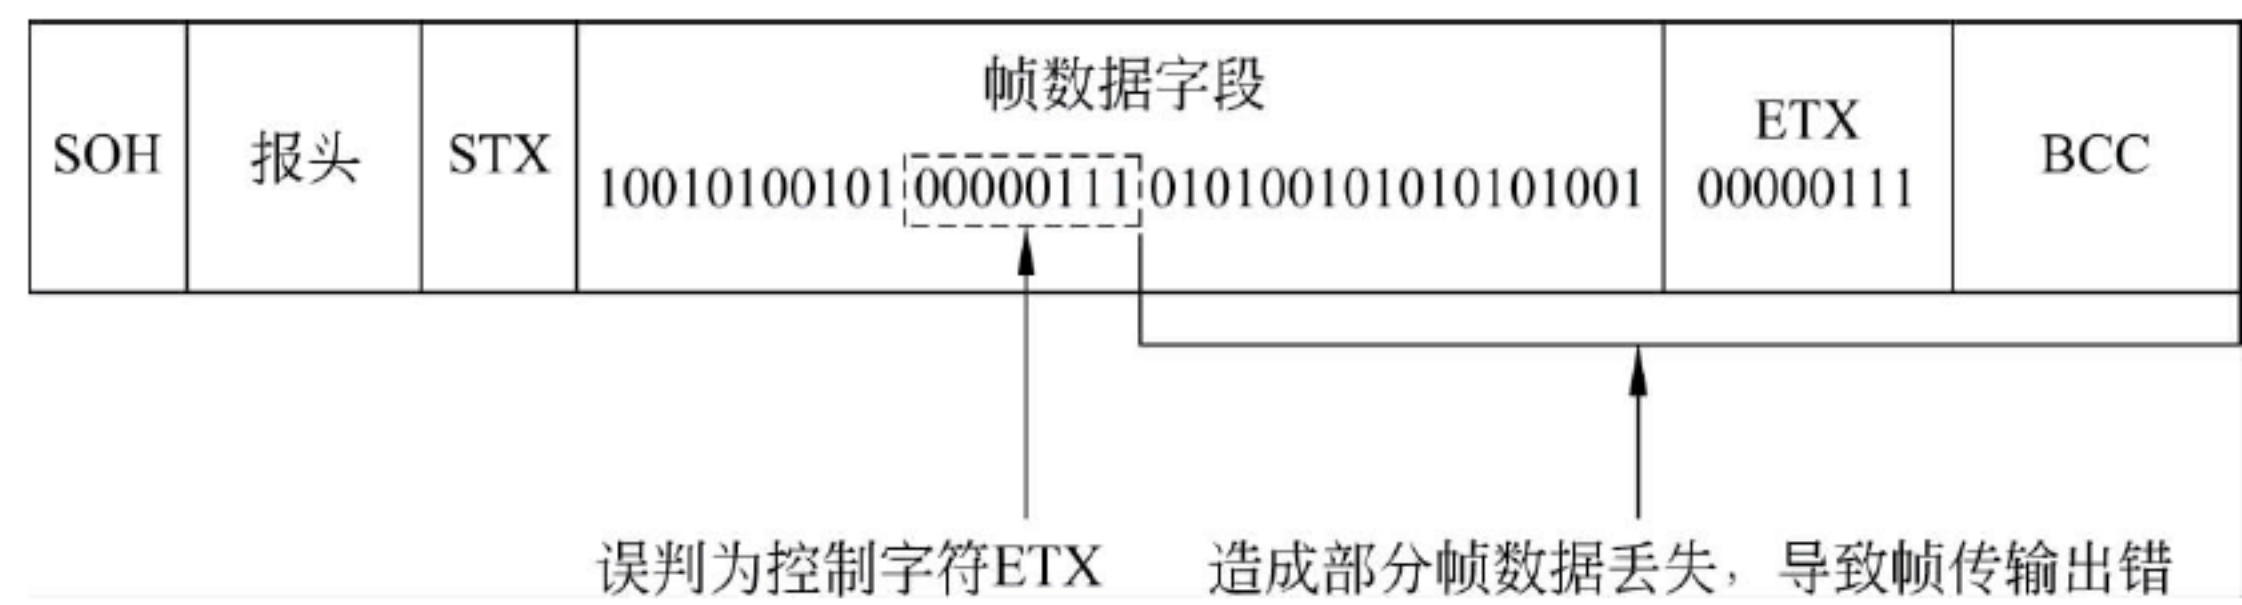 帧数据字段
SOH 报头 STX ETX BCC
10010100101 00000111 010100101010101001 00000111
误判为控制字符ETX 造成部分帧数据丢失，导致帧传输出错